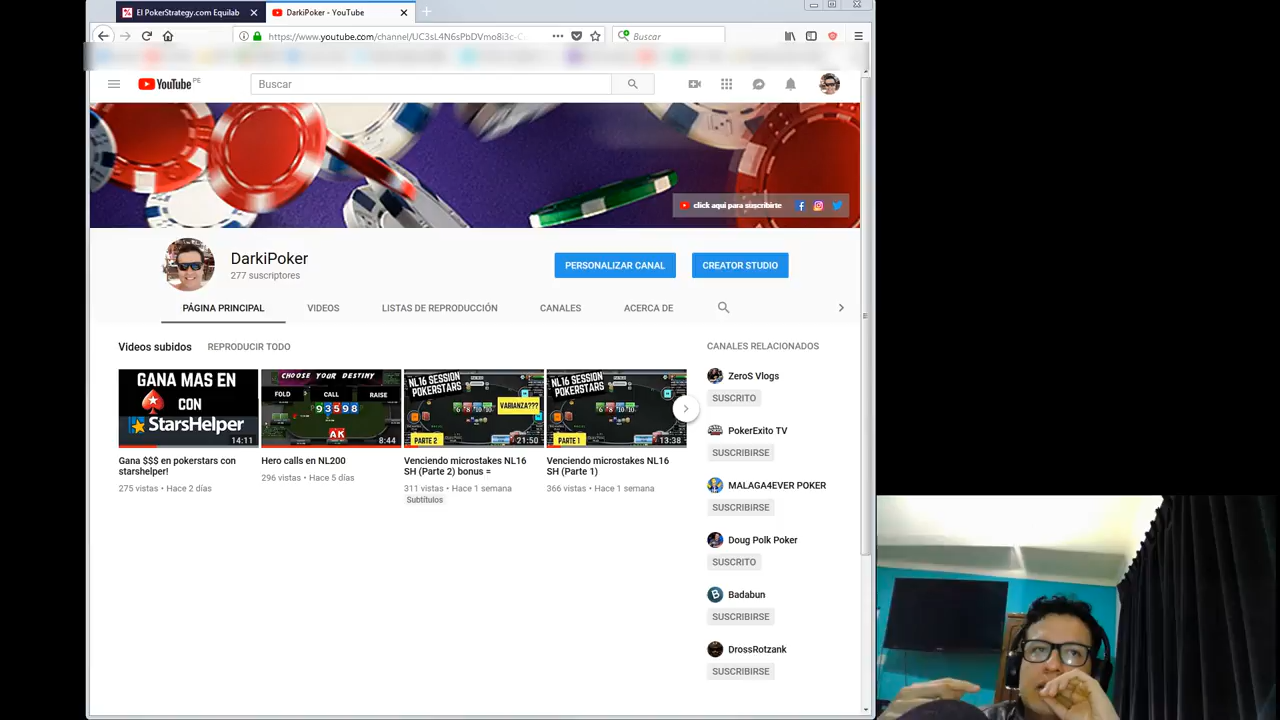 El PokerStrategy.com Equilab
DarkiPoker - YouTube
https://www.youtube.com/channel/UC3sL4N6sPbDVmo8i3c-C
Buscar
YouTube PE
Buscar
click aqui para suscribirte
DarkiPoker
277 suscriptores
PERSONALIZAR CANAL
CREATOR STUDIO
PÁGINA PRINCIPAL
VIDEOS
LISTAS DE REPRODUCCIÓN
CANALES
ACERCA DE
Videos subidos
REPRODUCIR TODO
GANA MAS EN
CON
StarsHelper
14:11
Gana $$$ en pokerstars con
starshelper!
275 vistas • Hace 2 días
CHOOSE YOUR DESTINY
FOLD
CALL
RAISE
9 3 5 9 8
AK
8:44
Hero calls en NL200
296 vistas • Hace 5 días
NL16 SESSION
POKERSTARS
VARIANZA???
PARTE 2
21:50
Venciendo microstakes NL16
SH (Parte 2) bonus =
311 vistas • Hace 1 semana
Subtítulos
NL16 SESSION
POKERSTARS
PARTE 1
13:38
Venciendo microstakes NL16
SH (Parte 1)
366 vistas • Hace 1 semana
CANALES RELACIONADOS
ZeroS Vlogs
SUSCRITO
PokerExito TV
SUSCRIBIRSE
MALAGA4EVER POKER
SUSCRIBIRSE
Doug Polk Poker
SUSCRITO
Badabun
SUSCRIBIRSE
DrossRotzank
SUSCRIBIRSE